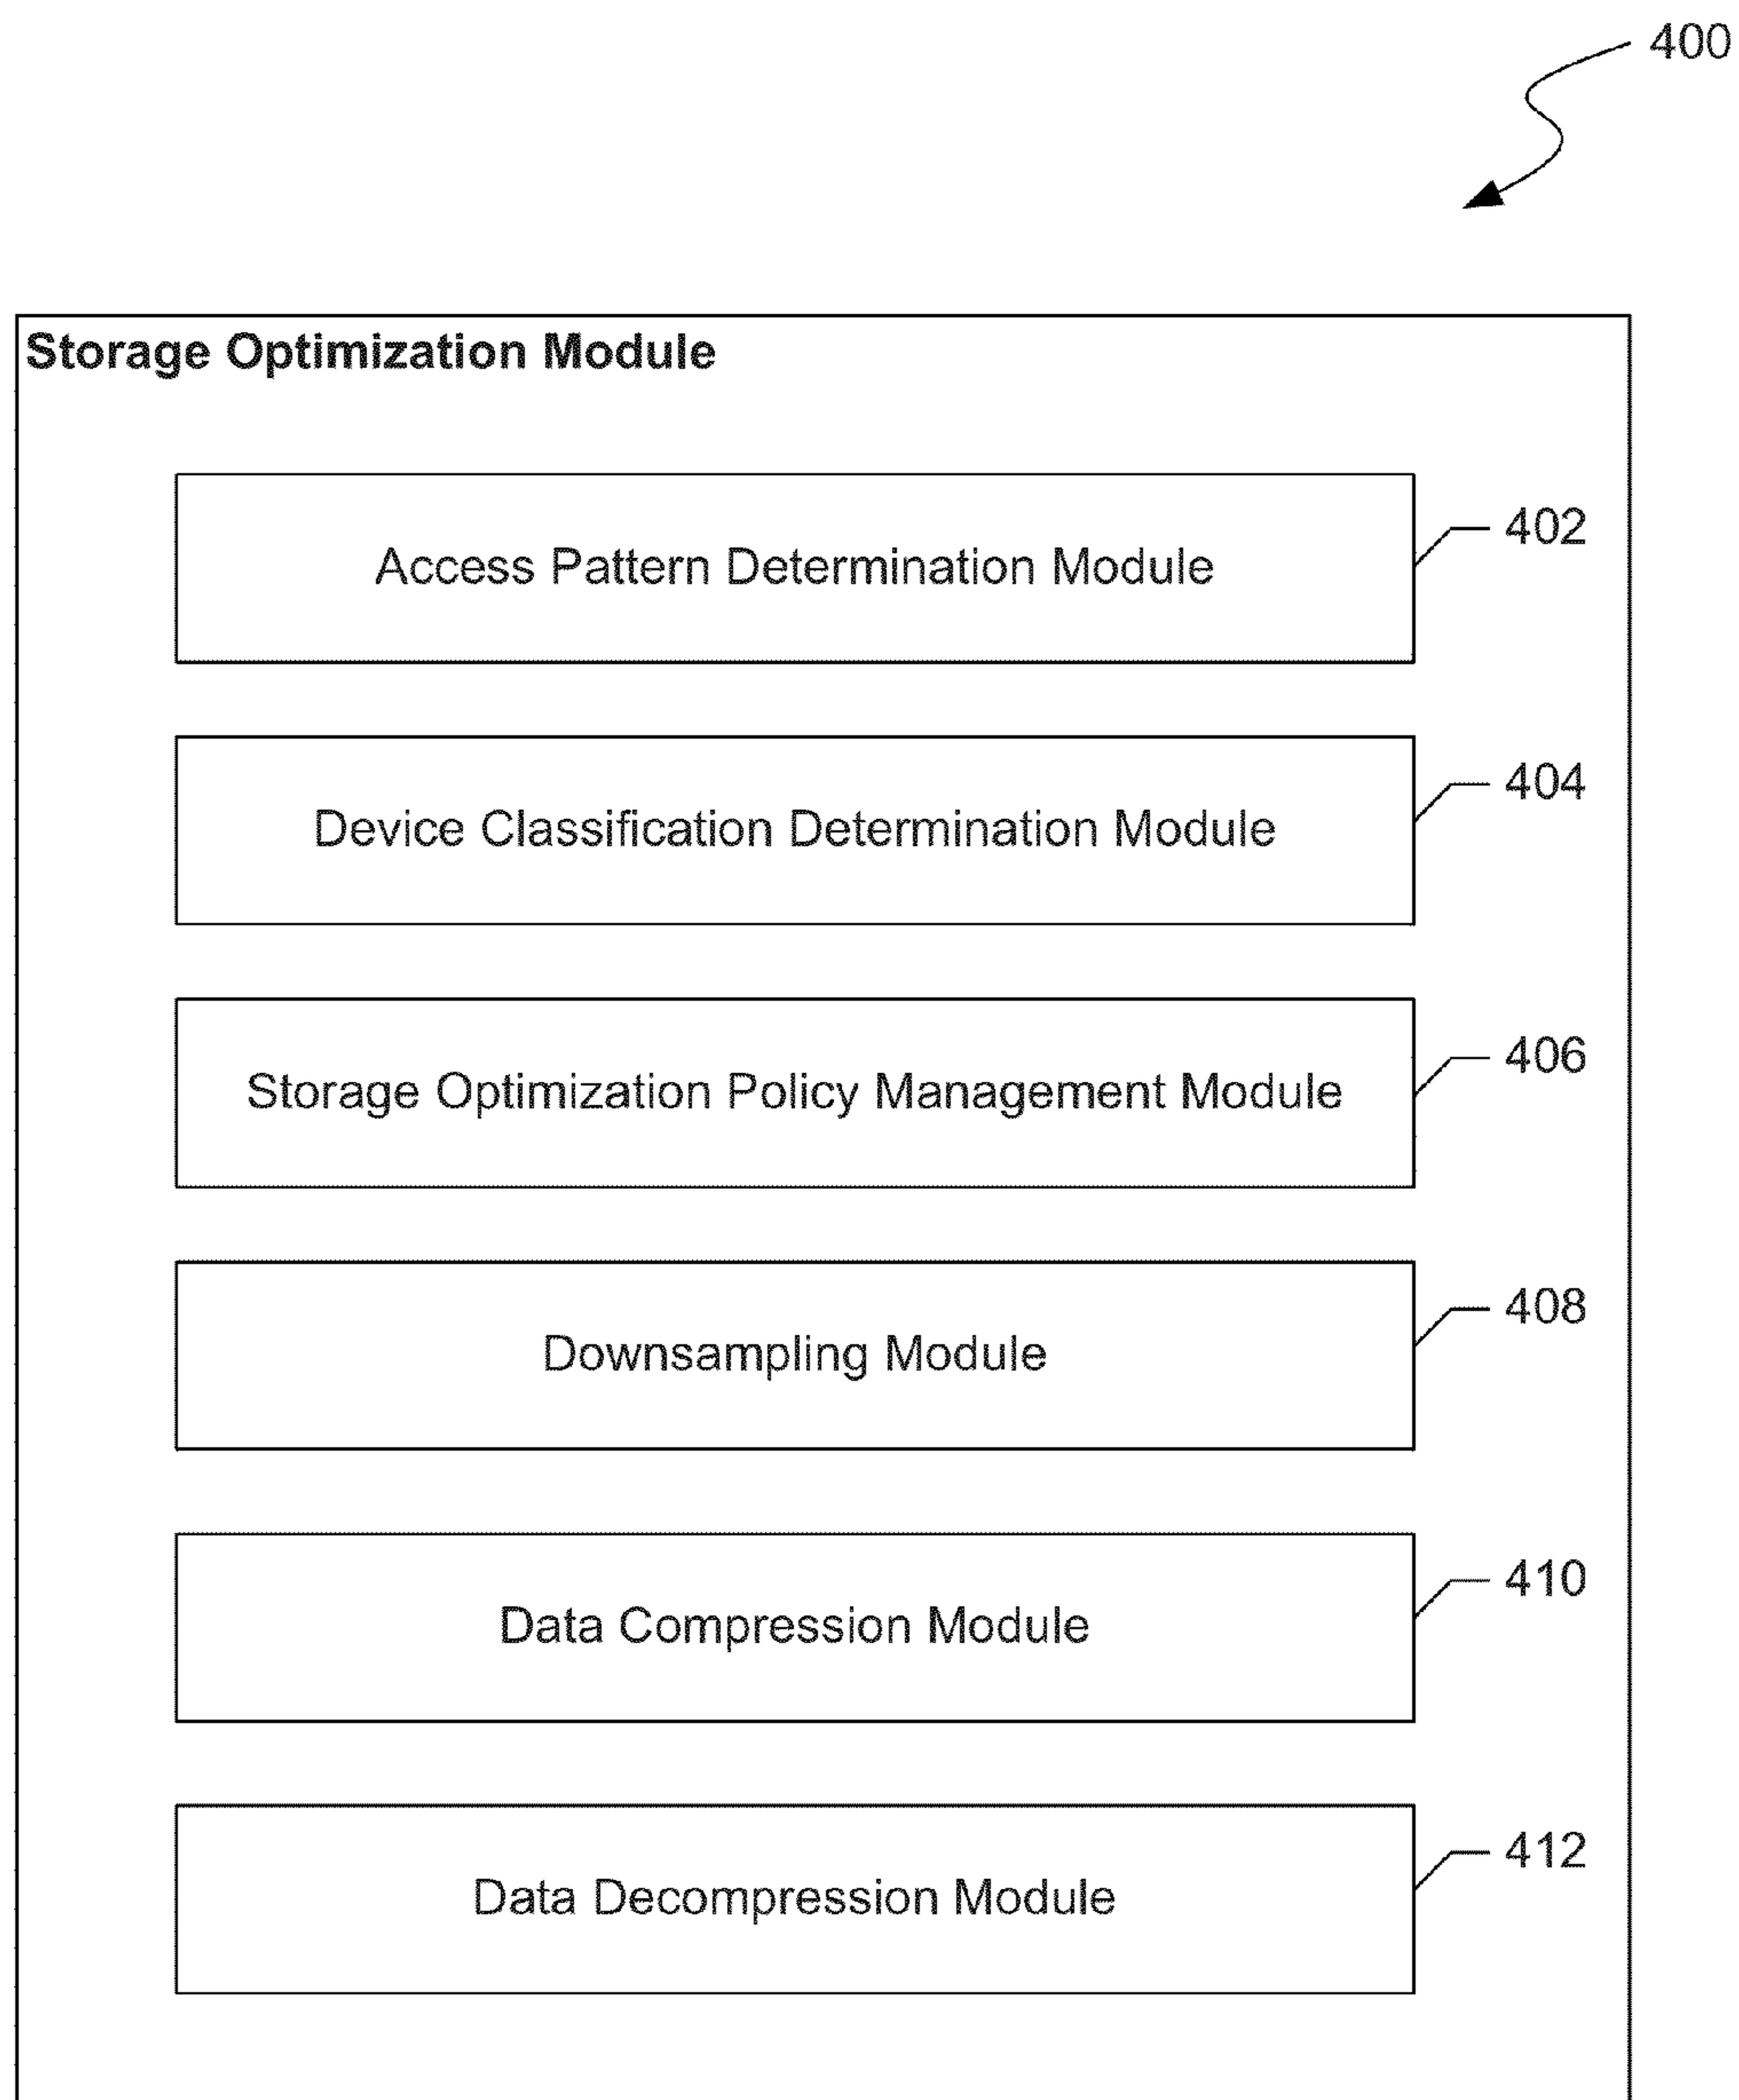 400
Storage Optimization Module
Access Pattern Determination Module
402
Device Classification Determination Module
404
Storage Optimization Policy Management Module
406
Downsampling Module
408
Data Compression Module
410
Data Decompression Module
412